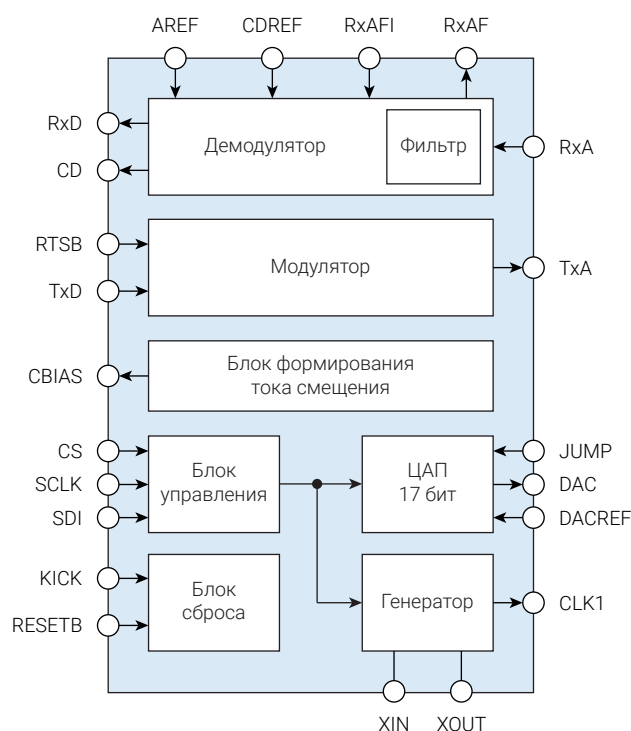 AREF
CDREF
RxAFI
RxAF
RxD
CD
Демодулятор
Фильтр
RxA
RTSB
TxD
Модулятор
TxA
CBIAS
Блок формирования
тока смещения
CS
SCLK
SDI
Блок
управления
ЦАП
17 бит
JUMP
DAC
DACREF
KICK
RESETB
Блок
сброса
Генератор
CLK1
XIN
XOUT